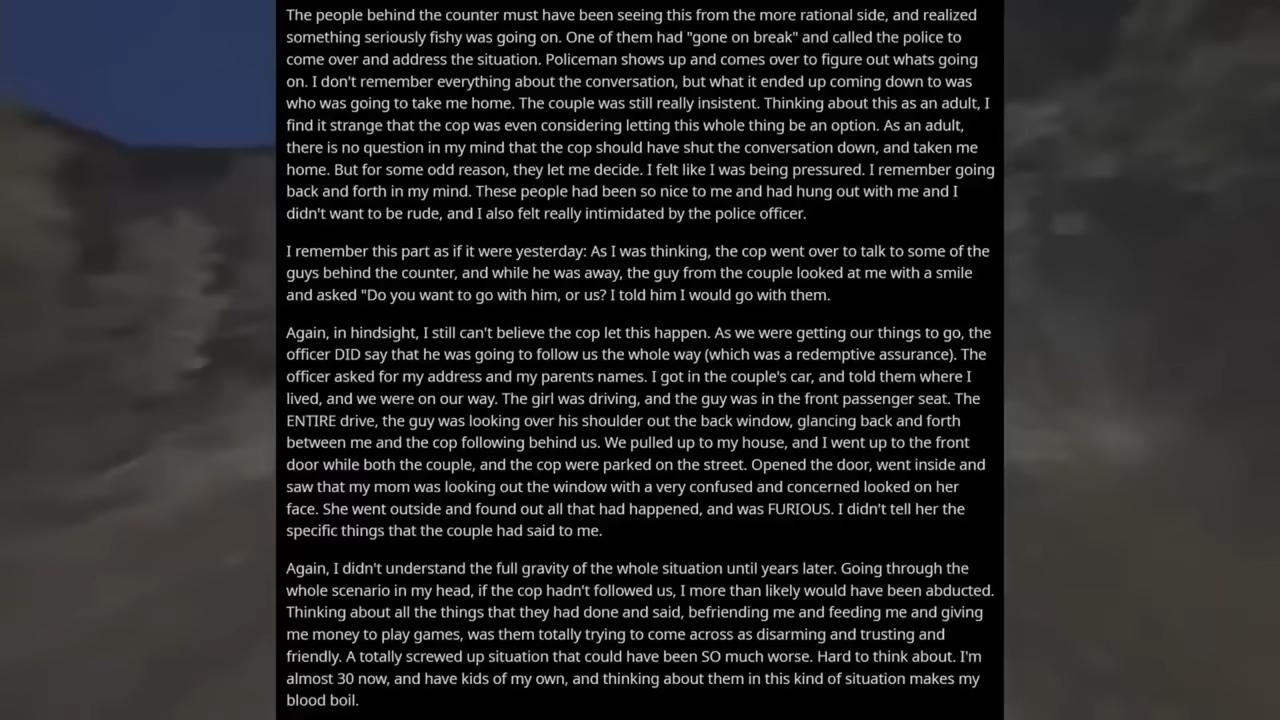 The people behind the counter must have been seeing this from the more rational side, and realized
something seriously fishy was going on. One of them had "gone on break" and called the police to
come over and address the situation. Policeman shows up and comes over to figure out whats going
on. I don't remember everything about the conversation, but what it ended up coming down to was
who was going to take me home. The couple was still really insistent. Thinking about this as an adult, I
find it strange that the cop was even considering letting this whole thing be an option. As an adult,
there is no question in my mind that the cop should have shut the conversation down, and taken me
home. But for some odd reason, they let me decide. I felt like I was being pressured. I remember going
back and forth in my mind. These people had been so nice to me and had hung out with me and I
didn't want to be rude, and I also felt really intimidated by the police officer.
I remember this part as if it were yesterday: As I was thinking, the cop went over to talk to some of the
guys behind the counter, and while he was away, the guy from the couple looked at me with a smile
and asked "Do you want to go with him, or us? I told him I would go with them.
Again, in hindsight, I still can't believe the cop let this happen. As we were getting our things to go, the
officer DID say that he was going to follow us the whole way (which was a redemptive assurance). The
officer asked for my address and my parents names. I got in the couple's car, and told them where I
lived, and we were on our way. The girl was driving, and the guy was in the front passenger seat. The
ENTIRE drive, the guy was looking over his shoulder out the back window, glancing back and forth
between me and the cop following behind us. We pulled up to my house, and I went up to the front
door while both the couple, and the cop were parked on the street. Opened the door, went inside and
saw that my mom was looking out the window with a very confused and concerned looked on her
face. She went outside and found out all that had happened, and was FURIOUS. I didn't tell her the
specific things that the couple had said to me.
Again, I didn't understand the full gravity of the whole situation until years later. Going through the
whole scenario in my head, if the cop hadn't followed us, I more than likely would have been abducted.
Thinking about all the things that they had done and said, befriending me and feeding me and giving
me money to play games, was them totally trying to come across as disarming and trusting and
friendly. A totally screwed up situation that could have been SO much worse. Hard to think about. I'm
almost 30 now, and have kids of my own, and thinking about them in this kind of situation makes my
blood boil.